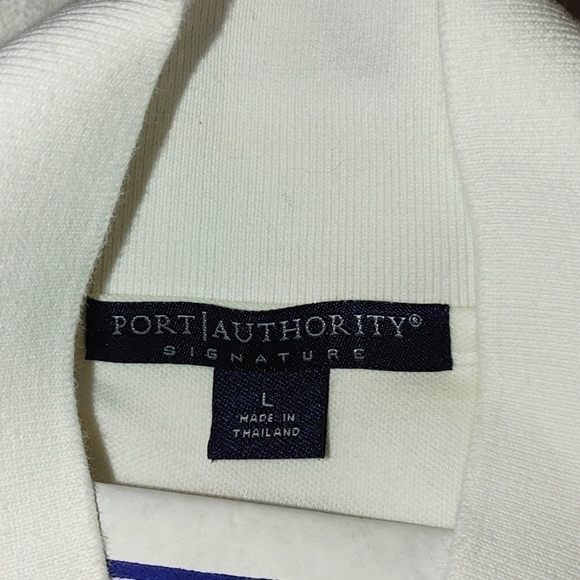 PORT|AUTHORITY®
SIGNATURE
L
MADE IN
THAILAND